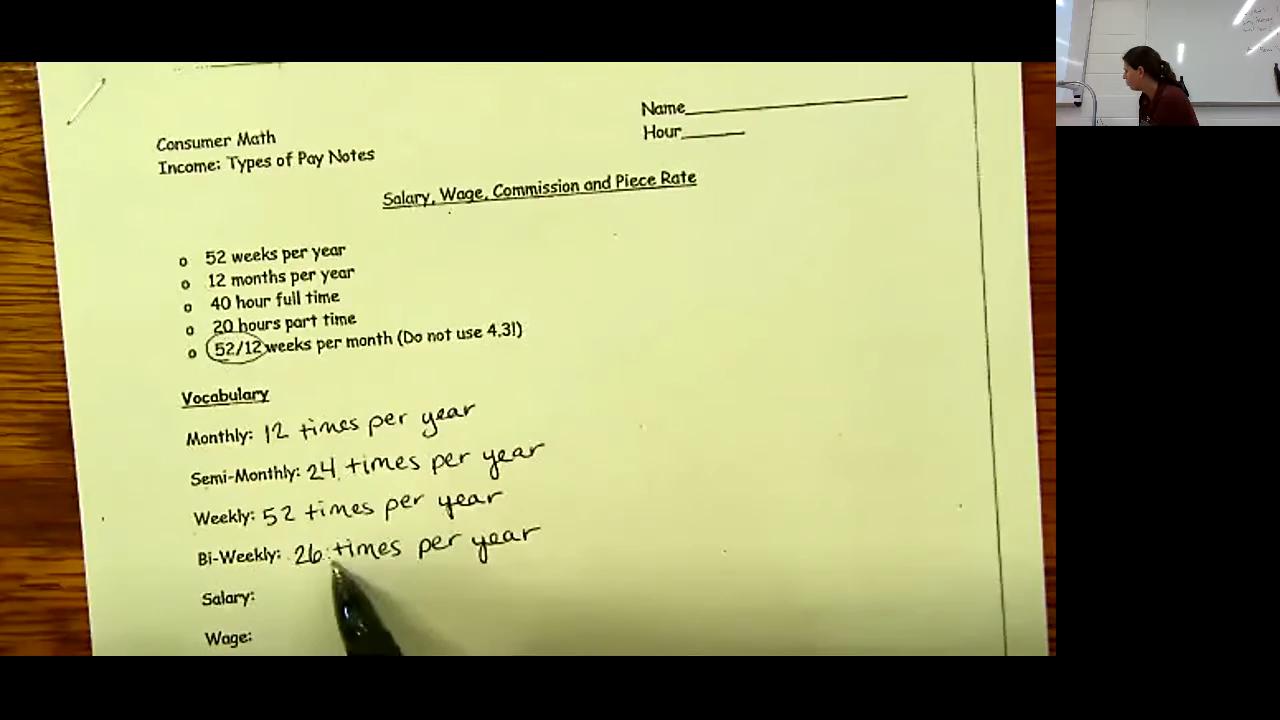 Name
Hour
Consumer Math
Income: Types of Pay Notes
Salary, Wage, Commission and Piece Rate
o 52 weeks per year
o 12 months per year
o 40 hour full time
o 20 hours part time
o 52/12 weeks per month (Do not use 4.3!)
Vocabulary
Monthly: 12 times per year
Semi-Monthly: 24 times per year
Weekly: 52 times per year
Bi-Weekly: 26 times per year
Salary:
Wage: